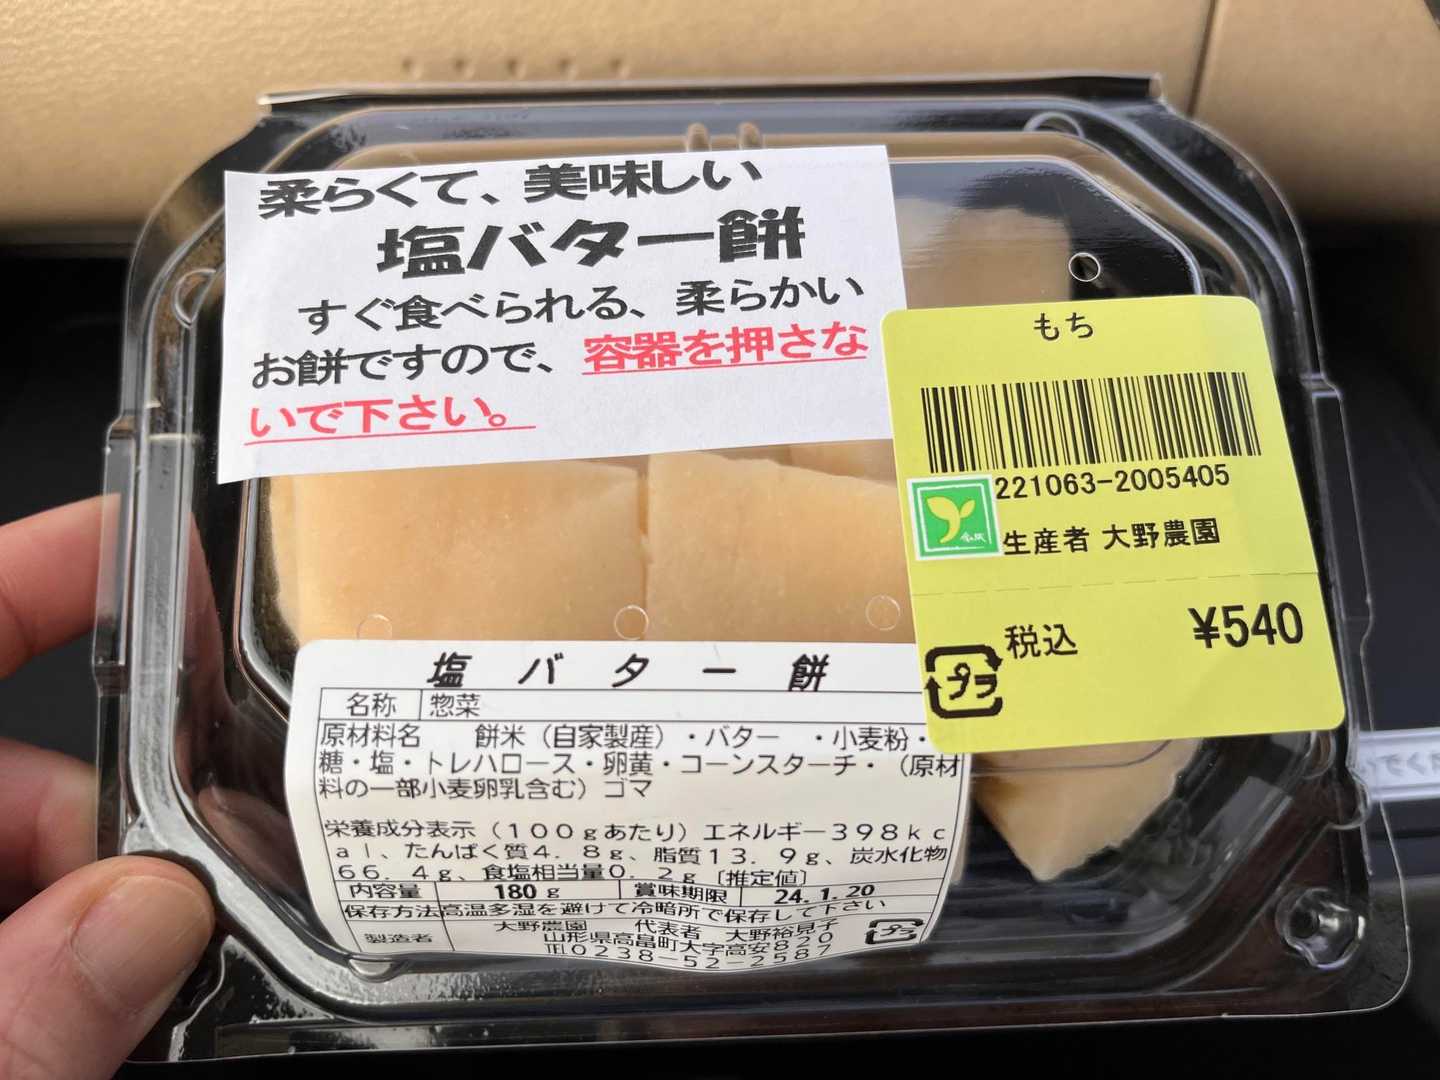 柔らくて、美味しい
塩バター餅
すぐ食べられる、柔らかい
お餅ですので、容器を押さな
いで下さい。
もち
221063-2005405
生産者 大野農園
税込 ¥540
プラ
塩バター餅
名称 惣菜
原材料名 餅米（自家製産）・バター ・小麦粉・
糖・塩・トレハロース・卵黄・コーンスターチ・（原材
料の一部小麦卵乳含む）ゴマ
栄養成分表示（１００ｇあたり）エネルギー３９８ｋｃ
ａｌ、たんぱく質４．８ｇ、脂質１３．９ｇ、炭水化物
６６．４ｇ、食塩相当量０．２ｇ［推定値］
内容量 180ｇ 賞味期限 24.1.20
保存方法 高温多湿を避けて冷暗所で保存して下さい
製造者 大野農園 代表者 大野裕見子
山形県高畠町大字高安８２０
℡０２３８－５２－２５８７
プラ